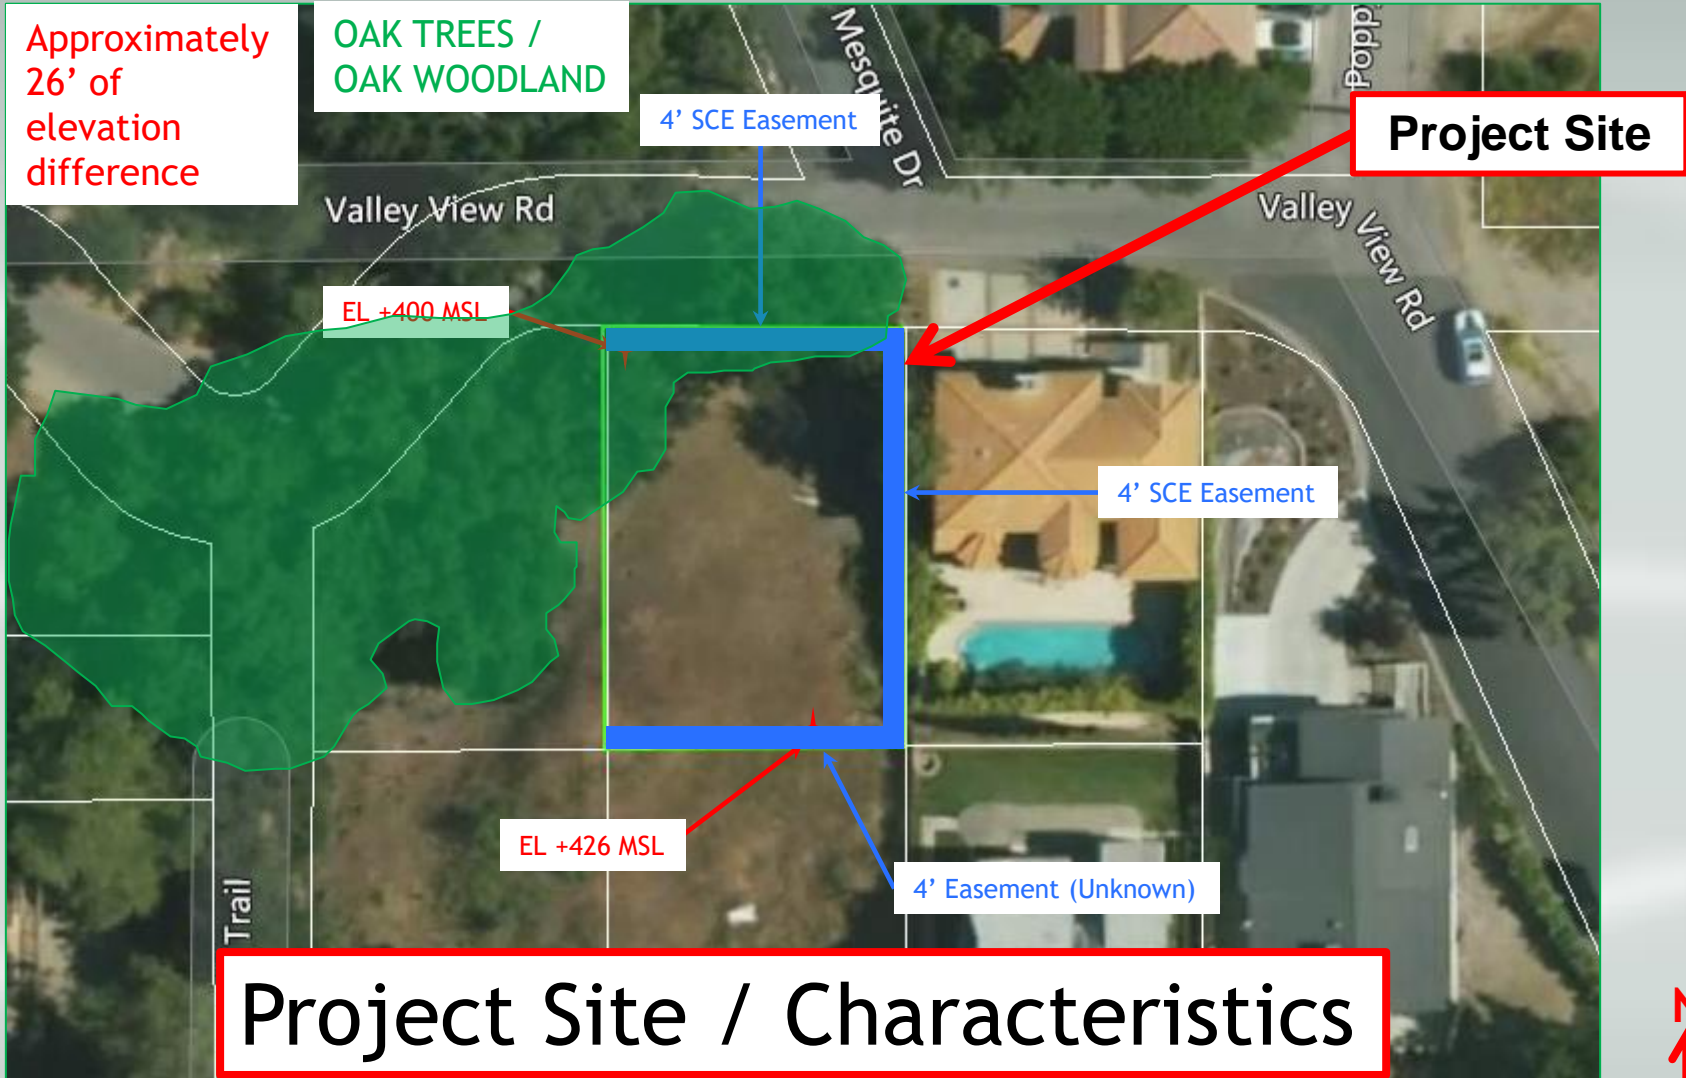 Approximately
26’ of
elevation
difference
OAK TREES /
OAK WOODLAND
4’ SCE Easement
Mesquite Dr
Project Site
Valley View Rd
Valley View Rd
EL +400 MSL
4’ SCE Easement
EL +426 MSL
4’ Easement (Unknown)
Trail
Project Site / Characteristics